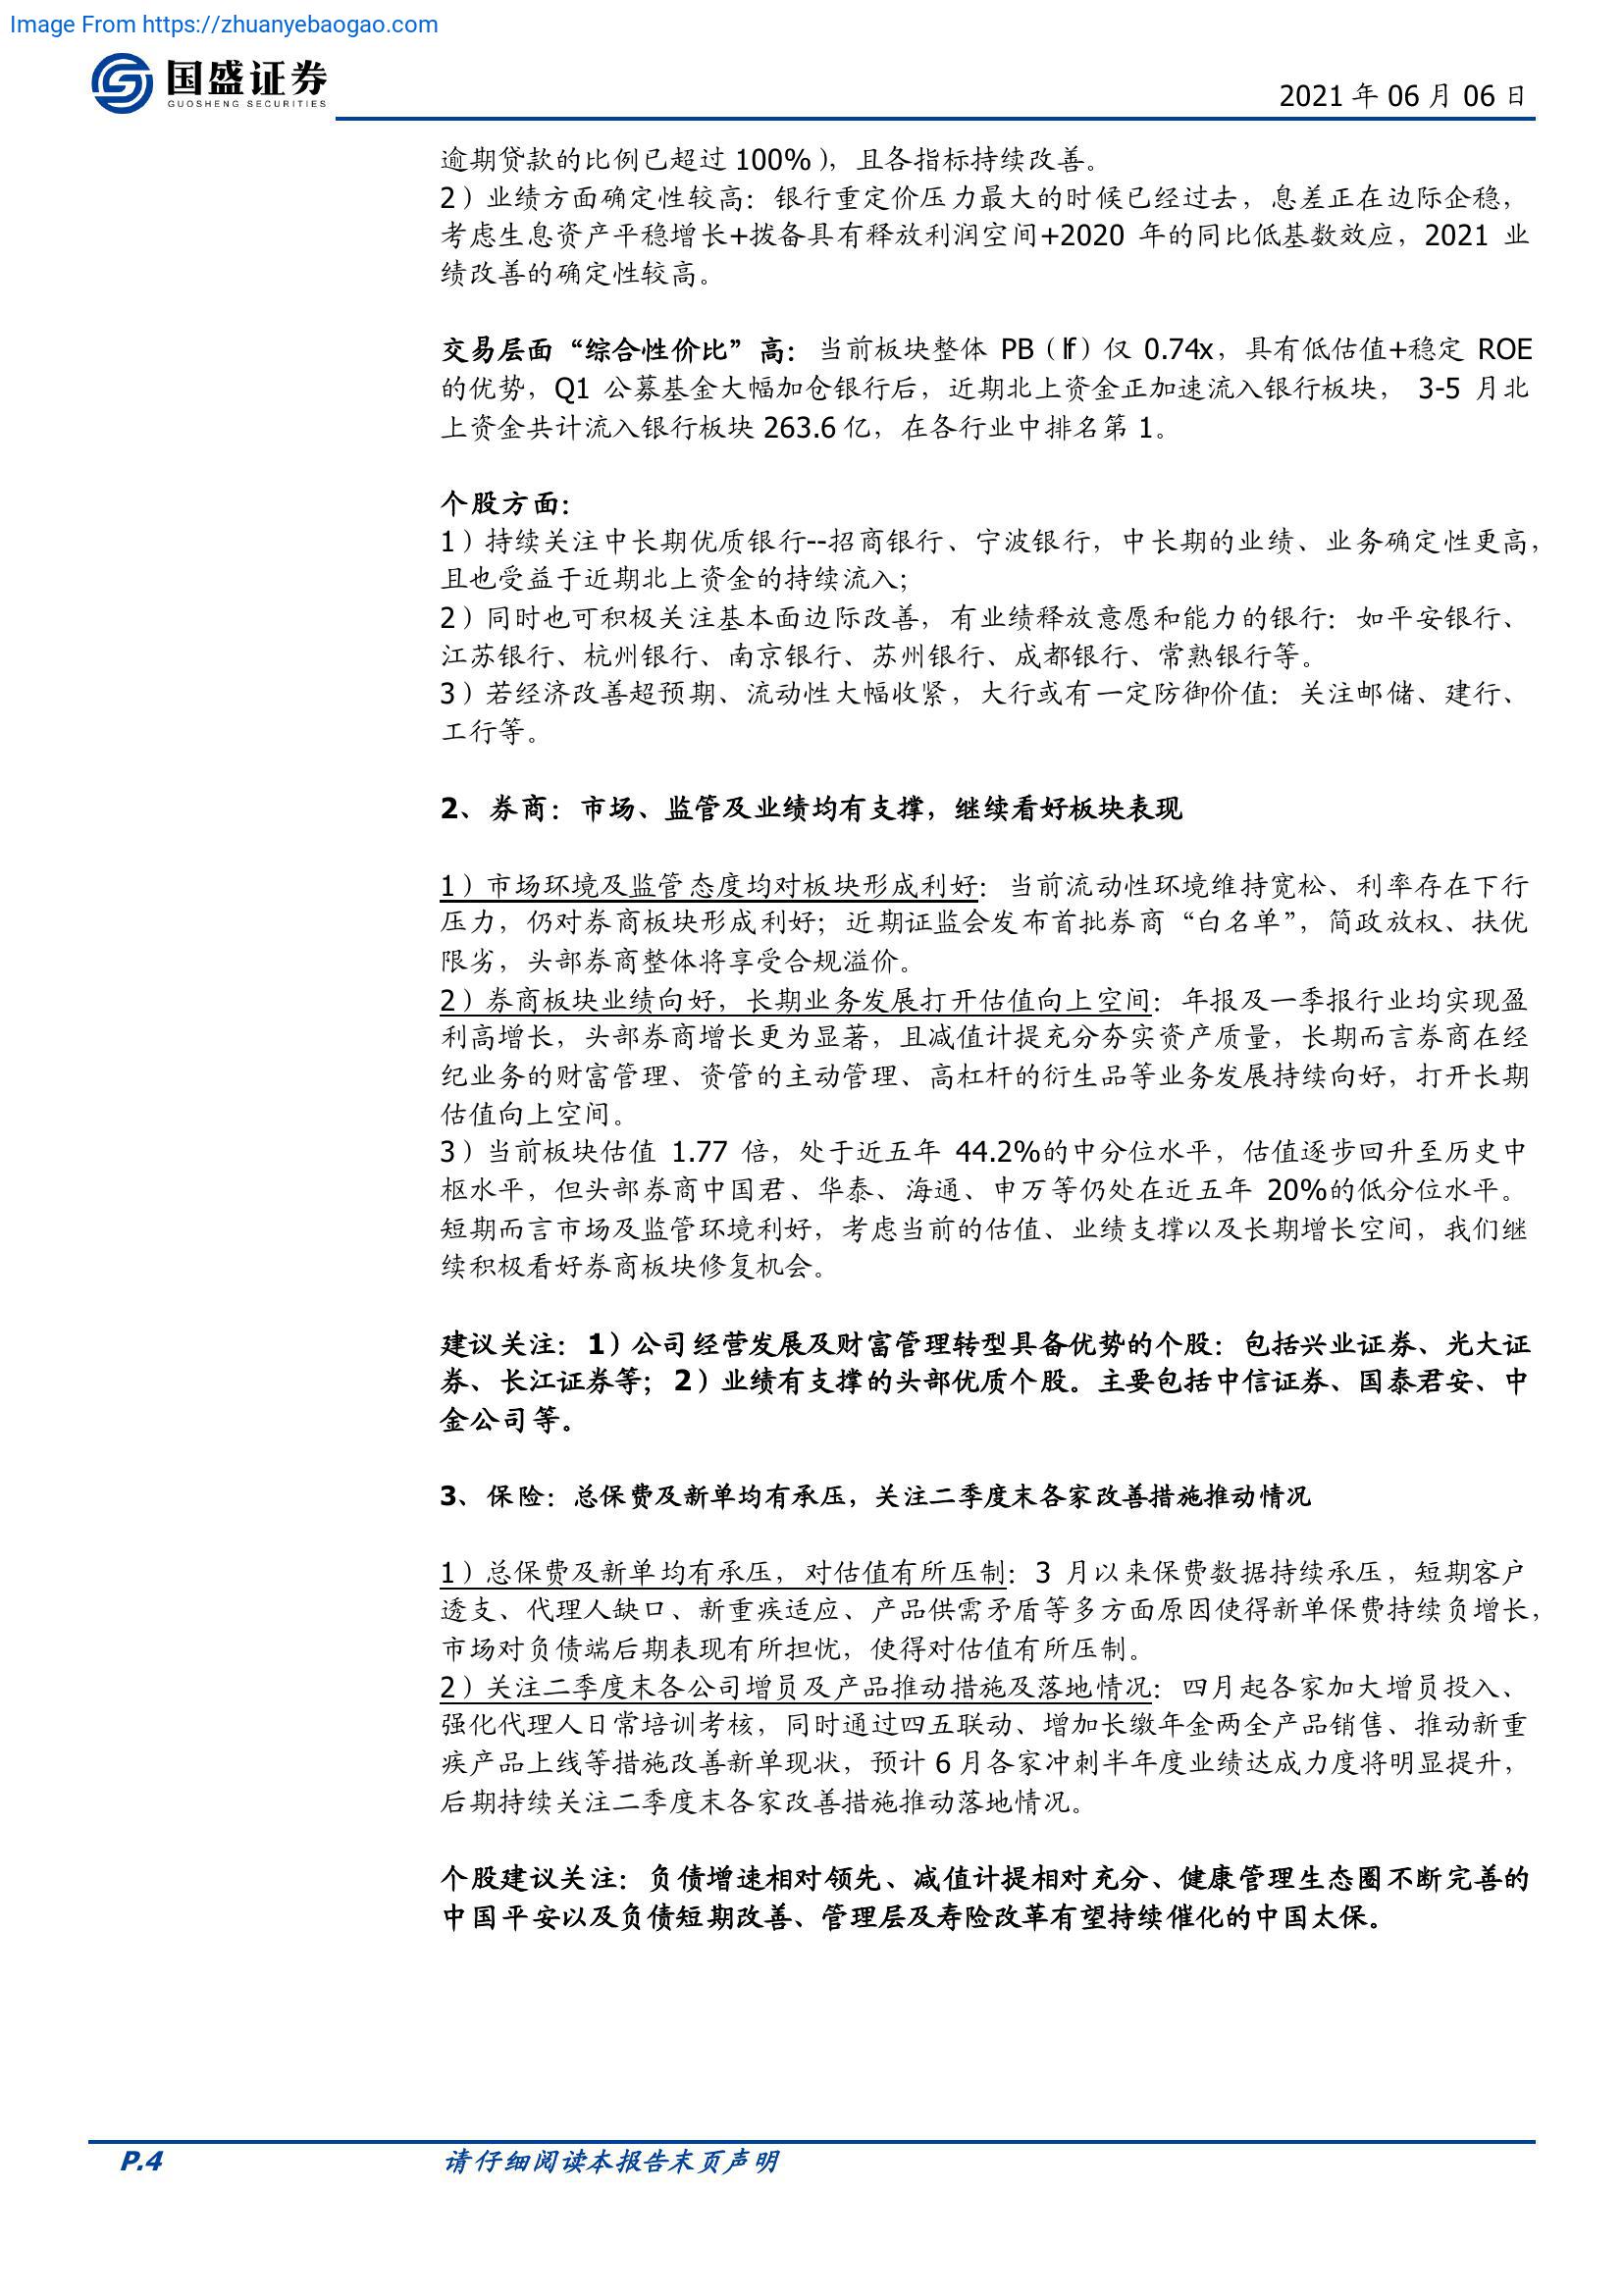 Image From https://zhuanyebaogao.com
国盛证券
GUOSHENG SECURITIES
2021 年 06 月 06 日
逾期贷款的比例已超过 100%），且各指标持续改善。
2）业绩方面确定性较高：银行重定价压力最大的时候已经过去，息差正在边际企稳，
考虑生息资产平稳增长+拨备具有释放利润空间+2020 年的同比低基数效应，2021 业
绩改善的确定性较高。
交易层面“综合性价比”高：当前板块整体 PB（lf）仅 0.74x，具有低估值+稳定 ROE
的优势，Q1 公募基金大幅加仓银行后，近期北上资金正加速流入银行板块， 3-5 月北
上资金共计流入银行板块 263.6 亿，在各行业中排名第 1。
个股方面：
1）持续关注中长期优质银行--招商银行、宁波银行，中长期的业绩、业务确定性更高，
且也受益于近期北上资金的持续流入；
2）同时也可积极关注基本面边际改善，有业绩释放意愿和能力的银行：如平安银行、
江苏银行、杭州银行、南京银行、苏州银行、成都银行、常熟银行等。
3）若经济改善超预期、流动性大幅收紧，大行或有一定防御价值：关注邮储、建行、
工行等。
2、券商：市场、监管及业绩均有支撑，继续看好板块表现
1）市场环境及监管态度均对板块形成利好：当前流动性环境维持宽松、利率存在下行
压力，仍对券商板块形成利好；近期证监会发布首批券商“白名单”，简政放权、扶优
限劣，头部券商整体将享受合规溢价。
2）券商板块业绩向好，长期业务发展打开估值向上空间：年报及一季报行业均实现盈
利高增长，头部券商增长更为显著，且减值计提充分夯实资产质量，长期而言券商在经
纪业务的财富管理、资管的主动管理、高杠杆的衍生品等业务发展持续向好，打开长期
估值向上空间。
3）当前板块估值 1.77 倍，处于近五年 44.2%的中分位水平，估值逐步回升至历史中
枢水平，但头部券商中国君、华泰、海通、申万等仍处在近五年 20%的低分位水平。
短期而言市场及监管环境利好，考虑当前的估值、业绩支撑以及长期增长空间，我们继
续积极看好券商板块修复机会。
建议关注：1）公司经营发展及财富管理转型具备优势的个股：包括兴业证券、光大证
券、长江证券等；2）业绩有支撑的头部优质个股。主要包括中信证券、国泰君安、中
金公司等。
3、保险：总保费及新单均有承压，关注二季度末各家改善措施推动情况
1）总保费及新单均有承压，对估值有所压制：3 月以来保费数据持续承压，短期客户
透支、代理人缺口、新重疾适应、产品供需矛盾等多方面原因使得新单保费持续负增长，
市场对负债端后期表现有所担忧，使得对估值有所压制。
2）关注二季度末各公司增员及产品推动措施及落地情况：四月起各家加大增员投入、
强化代理人日常培训考核，同时通过四五联动、增加长缴年金两全产品销售、推动新重
疾产品上线等措施改善新单现状，预计 6 月各家冲刺半年度业绩达成力度将明显提升，
后期持续关注二季度末各家改善措施推动落地情况。
个股建议关注：负债增速相对领先、减值计提相对充分、健康管理生态圈不断完善的
中国平安以及负债短期改善、管理层及寿险改革有望持续催化的中国太保。
P.4
请仔细阅读本报告末页声明